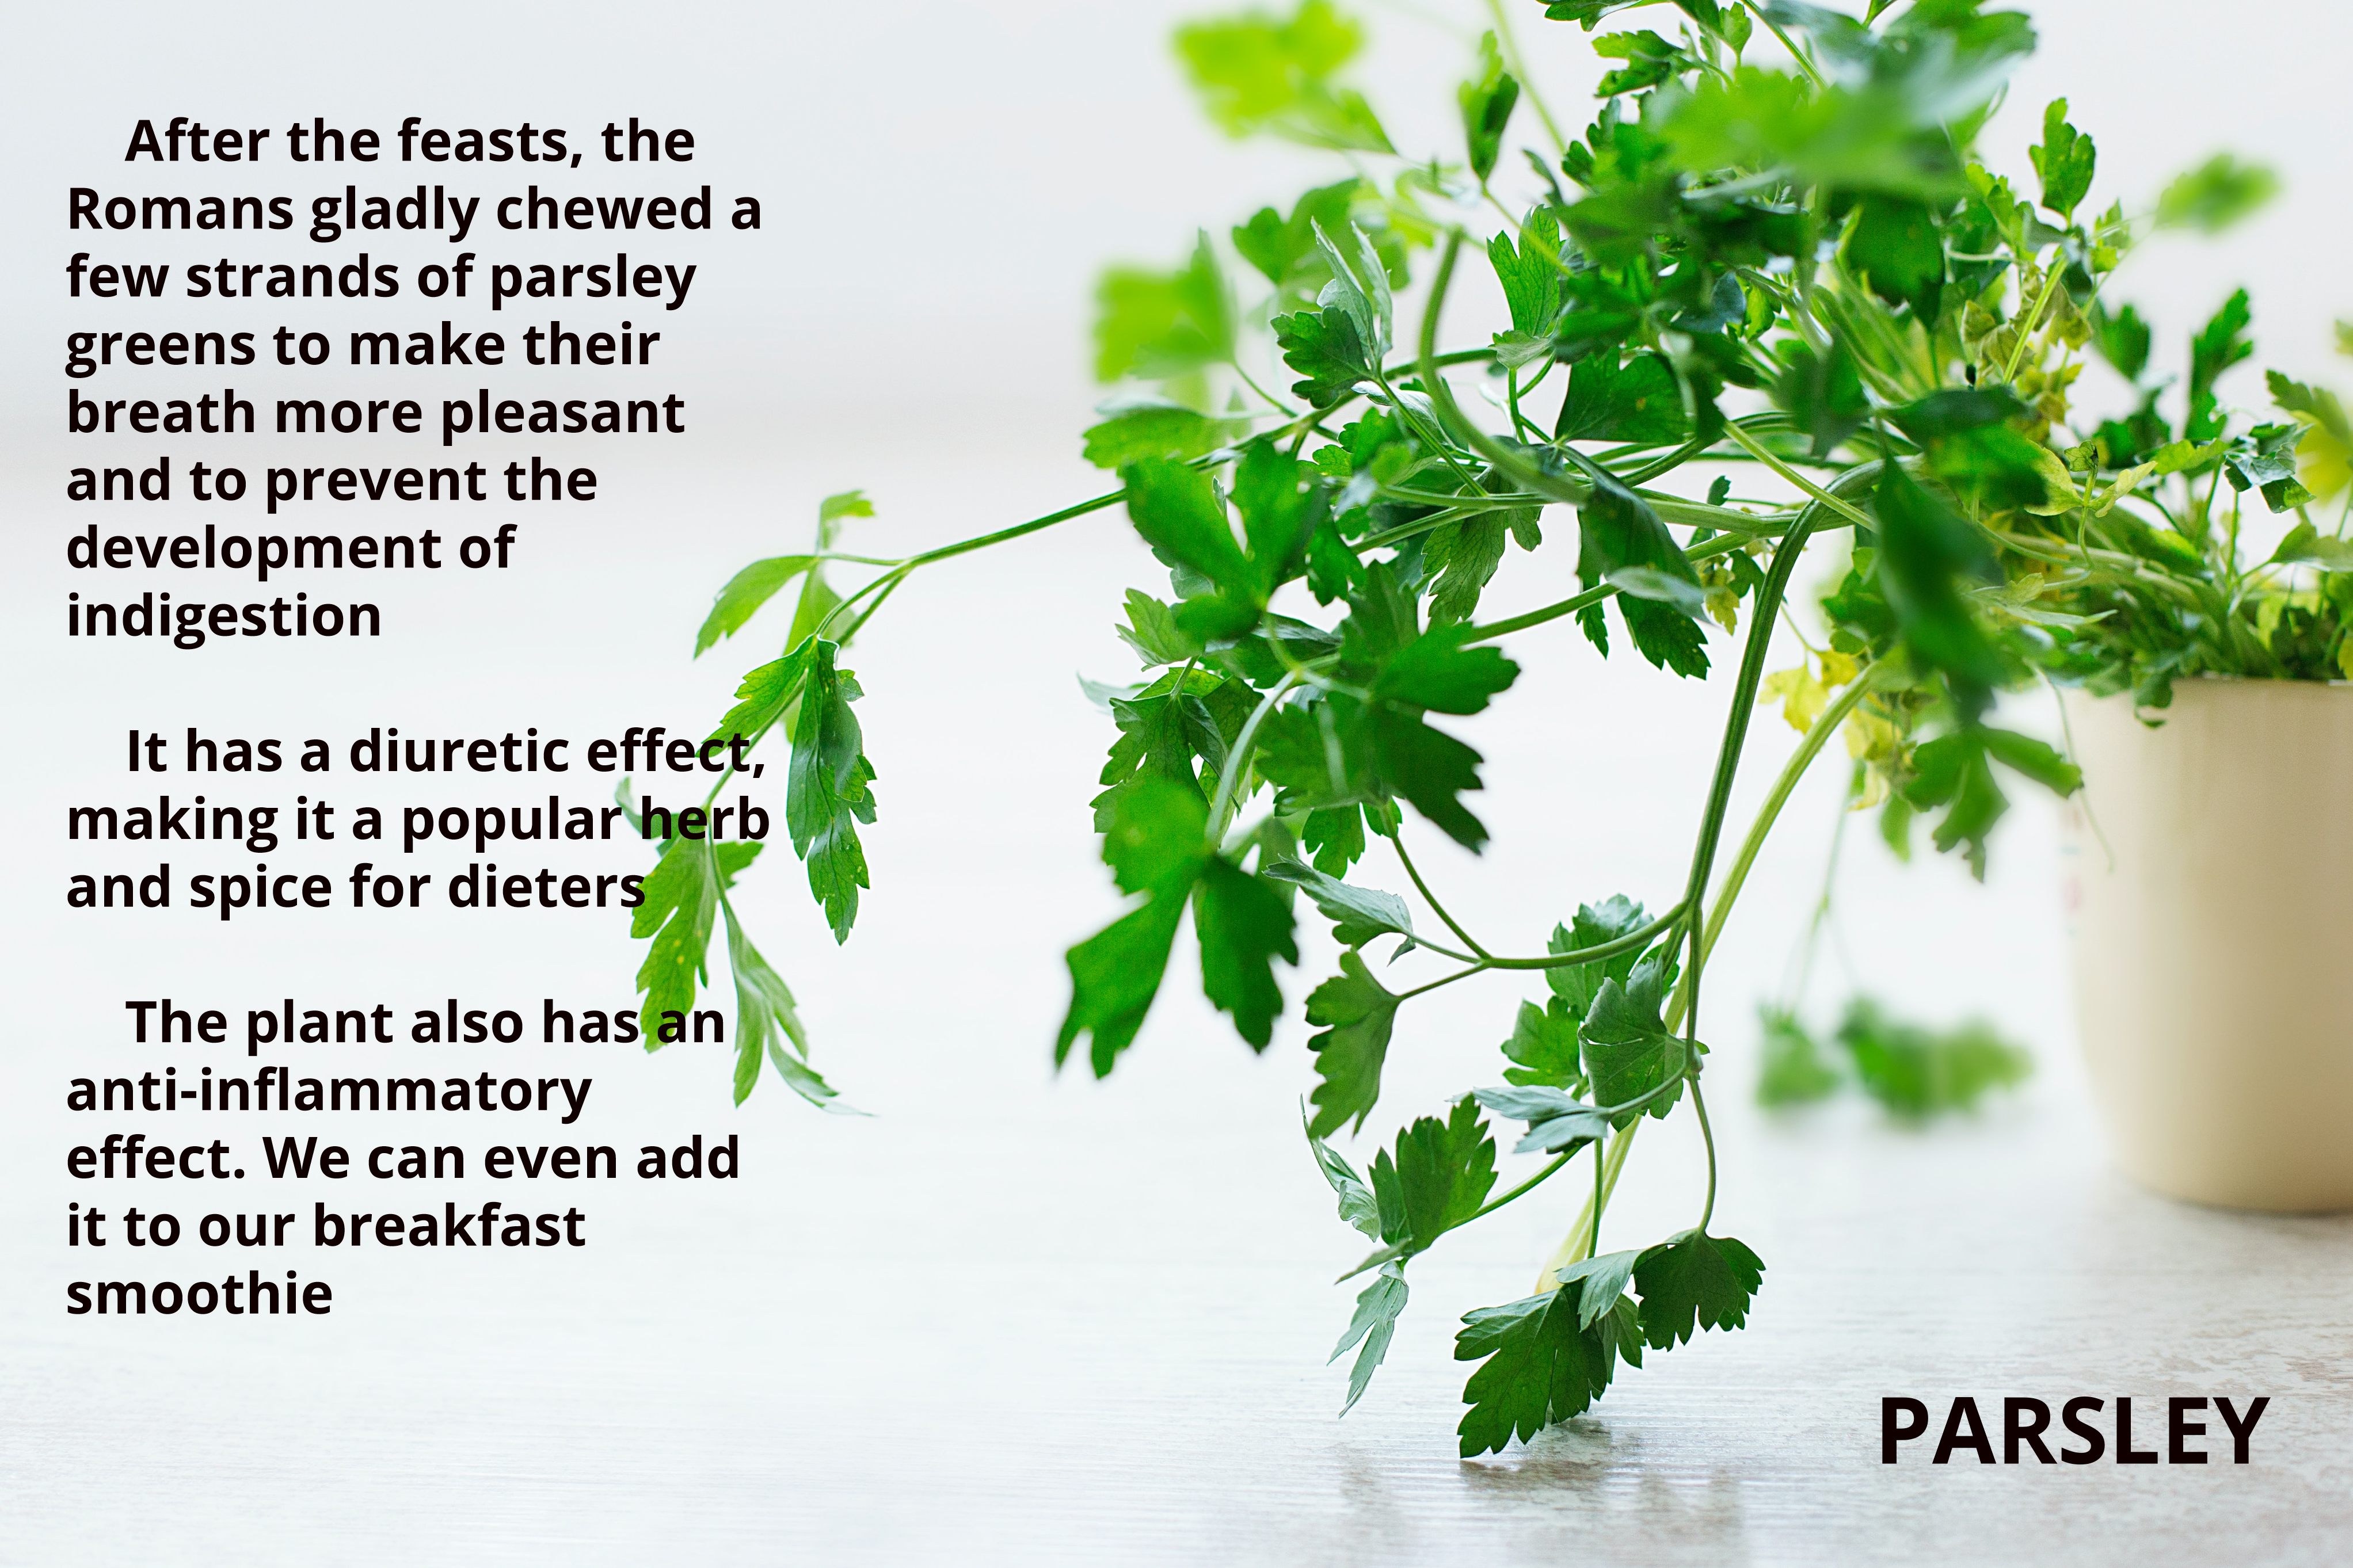 After the feasts, the
Romans gladly chewed a
few strands of parsley
greens to make their
breath more pleasant
and to prevent the
development of
indigestion
It has a diuretic effect,
making it a popular herb
and spice for dieters
The plant also has an
anti-inflammatory
effect. We can even add
it to our breakfast
smoothie
PARSLEY